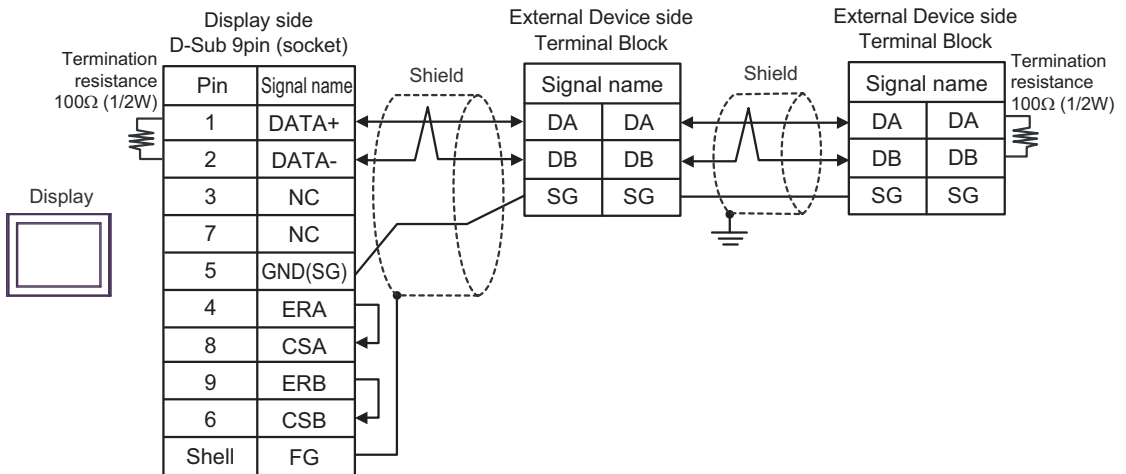 Display side
D-Sub 9pin (socket)
External Device side
Terminal Block
External Device side
Terminal Block
Termination
resistance
100Ω (1/2W)
Shield
Shield
Termination
resistance
100Ω (1/2W)
Pin Signal name
1 DATA+
2 DATA-
3 NC
7 NC
5 GND(SG)
4 ERA
8 CSA
9 ERB
6 CSB
Shell FG
Signal name
DA DA
DB DB
SG SG
Signal name
DA DA
DB DB
SG SG
Display